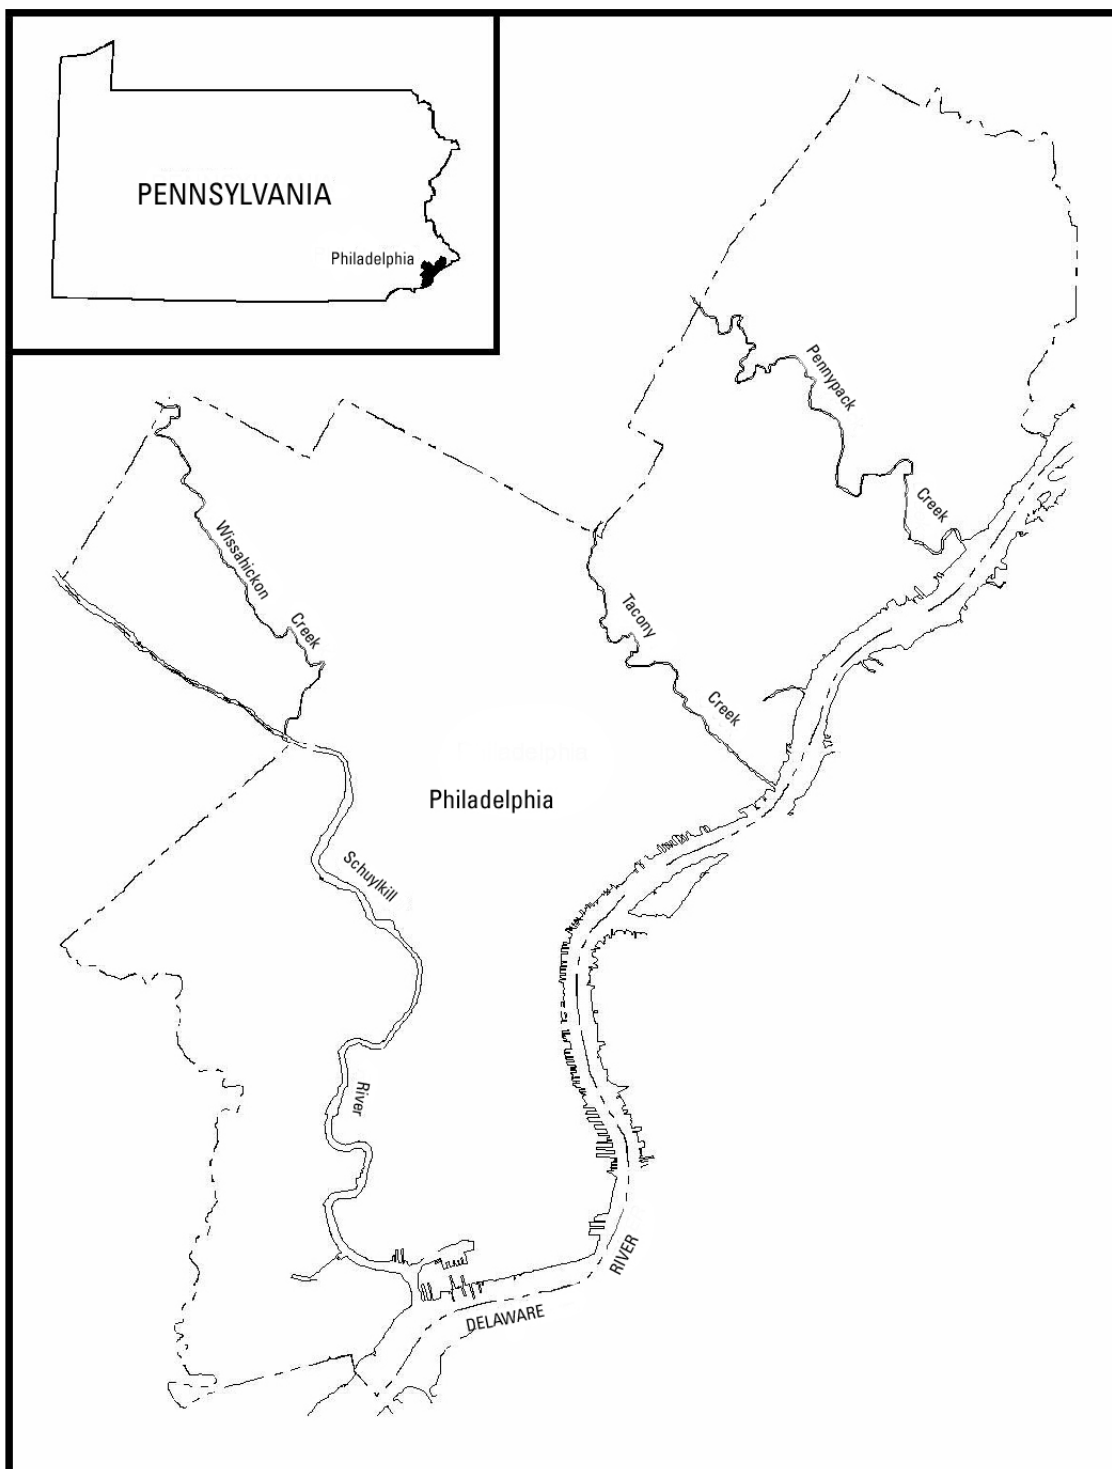 PENNSYLVANIA
Philadelphia
Pennypack
Creek
Wissahickon
Creek
Tacony
Creek
Philadelphia
Schuylkill
River
RIVER
DELAWARE